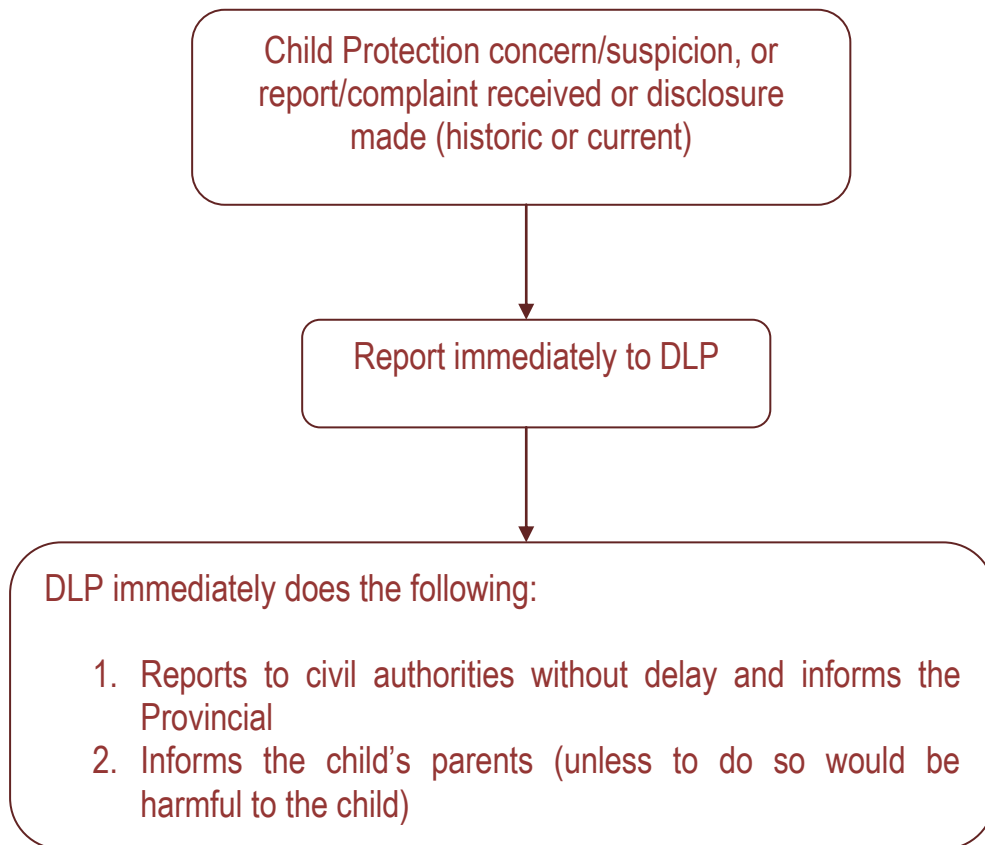 Child Protection concern/suspicion, or
report/complaint received or disclosure
made (historic or current)
Report immediately to DLP
DLP immediately does the following:
1. Reports to civil authorities without delay and informs the
Provincial
2. Informs the child’s parents (unless to do so would be
harmful to the child)